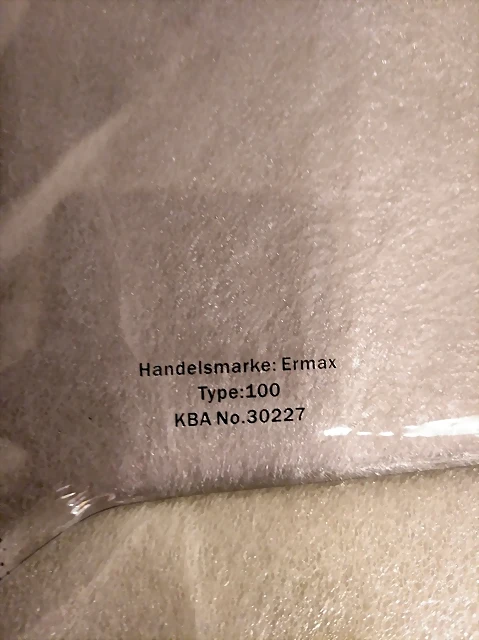 Handelsmarke: Ermax
Type:100
KBA No.30227